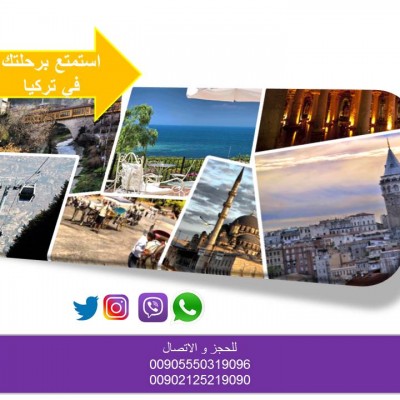 استمتع برحلتك
في تركيا
للحجز و الاتصال
00905550319096
00902125219090